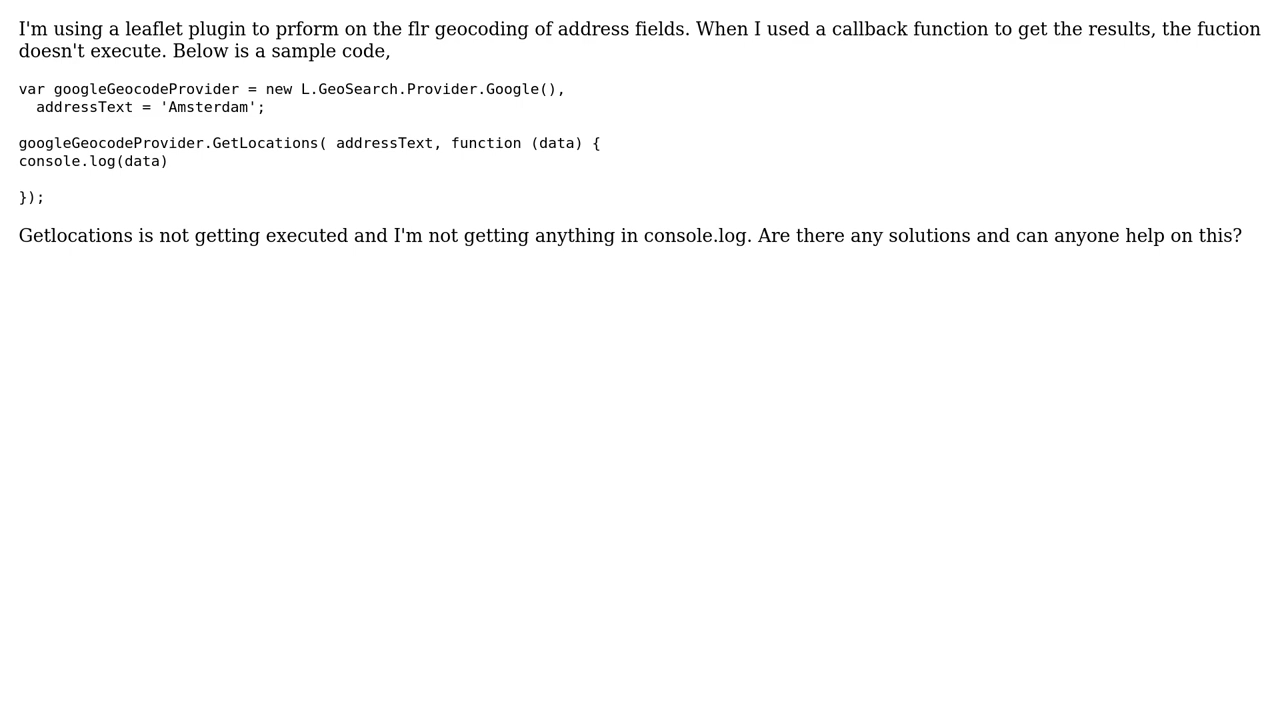 I'm using a leaflet plugin to prform on the flr geocoding of address fields. When I used a callback function to get the results, the fuction
doesn't execute. Below is a sample code,
var googleGeocodeProvider = new L.GeoSearch.Provider.Google(),
  addressText = 'Amsterdam';
googleGeocodeProvider.GetLocations( addressText, function (data) {
console.log(data)
});
Getlocations is not getting executed and I'm not getting anything in console.log. Are there any solutions and can anyone help on this?